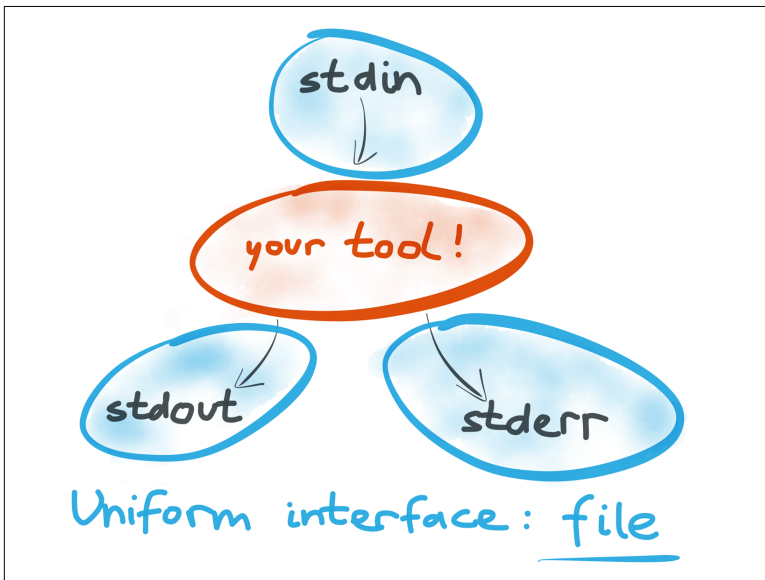 stdin
your tool!
stdout
stderr
Uniform interface: file